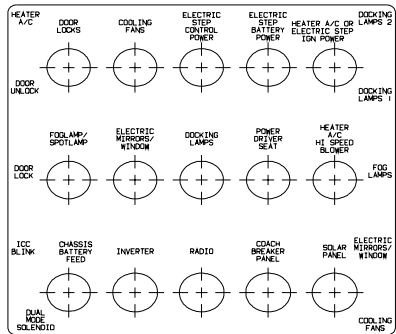 HEATER
A/C
DOOR
LOCKS
COOLING
FANS
ELECTRIC
STEP
CONTROL
POWER
ELECTRIC
STEP
BATTERY
POWER
HEATER A/C OR
ELECTRIC STEP
IGN POWER
DOCKING
LAMPS 2
DOOR
UNLOCK
DOCKING
LAMPS 1
FOGLAMP/
SPOTLAMP
ELECTRIC
MIRRORS/
WINDOW
DOCKING
LAMPS
POWER
DRIVER
SEAT
HEATER
A/C
HI SPEED
BLOWER
DOOR
LOCK
FOG
LAMPS
ICC
BLINK
CHASSIS
BATTERY
FEED
INVERTER
RADIO
COACH
BREAKER
PANEL
SOLAR
PANEL
ELECTRIC
MIRRORS/
WINDOW
DUAL
MODE
SOLENOID
COOLING
FANS